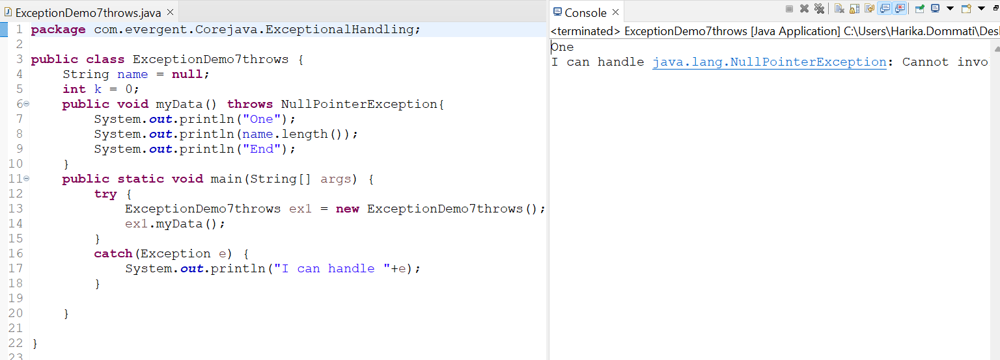 ExceptionDemo7throws.java
1 package com.evergent.Corejava.ExceptionalHandling;
2
3 public class ExceptionDemo7throws {
4 String name = null;
5 int k = 0;
6 public void myData() throws NullPointerException{
7 System.out.println("One");
8 System.out.println(name.length());
9 System.out.println("End");
10 }
11 public static void main(String[] args) {
12 try {
13 ExceptionDemo7throws ex1 = new ExceptionDemo7throws();
14 ex1.myData();
15 }
16 catch(Exception e) {
17 System.out.println("I can handle "+e);
18 }
19
20 }
21
22 }
23
Console
<terminated> ExceptionDemo7throws [Java Application] C:\Users\Harika.Dommati\Des
One
I can handle java.lang.NullPointerException: Cannot invo